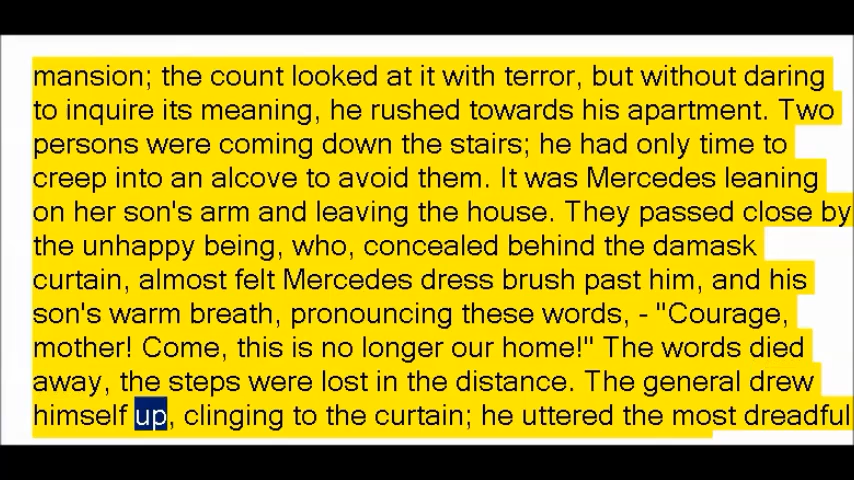 mansion; the count looked at it with terror, but without daring
to inquire its meaning, he rushed towards his apartment. Two
persons were coming down the stairs; he had only time to
creep into an alcove to avoid them. It was Mercedes leaning
on her son's arm and leaving the house. They passed close by
the unhappy being, who, concealed behind the damask
curtain, almost felt Mercedes dress brush past him, and his
son's warm breath, pronouncing these words, - "Courage,
mother! Come, this is no longer our home!" The words died
away, the steps were lost in the distance. The general drew
himself up, clinging to the curtain; he uttered the most dreadful